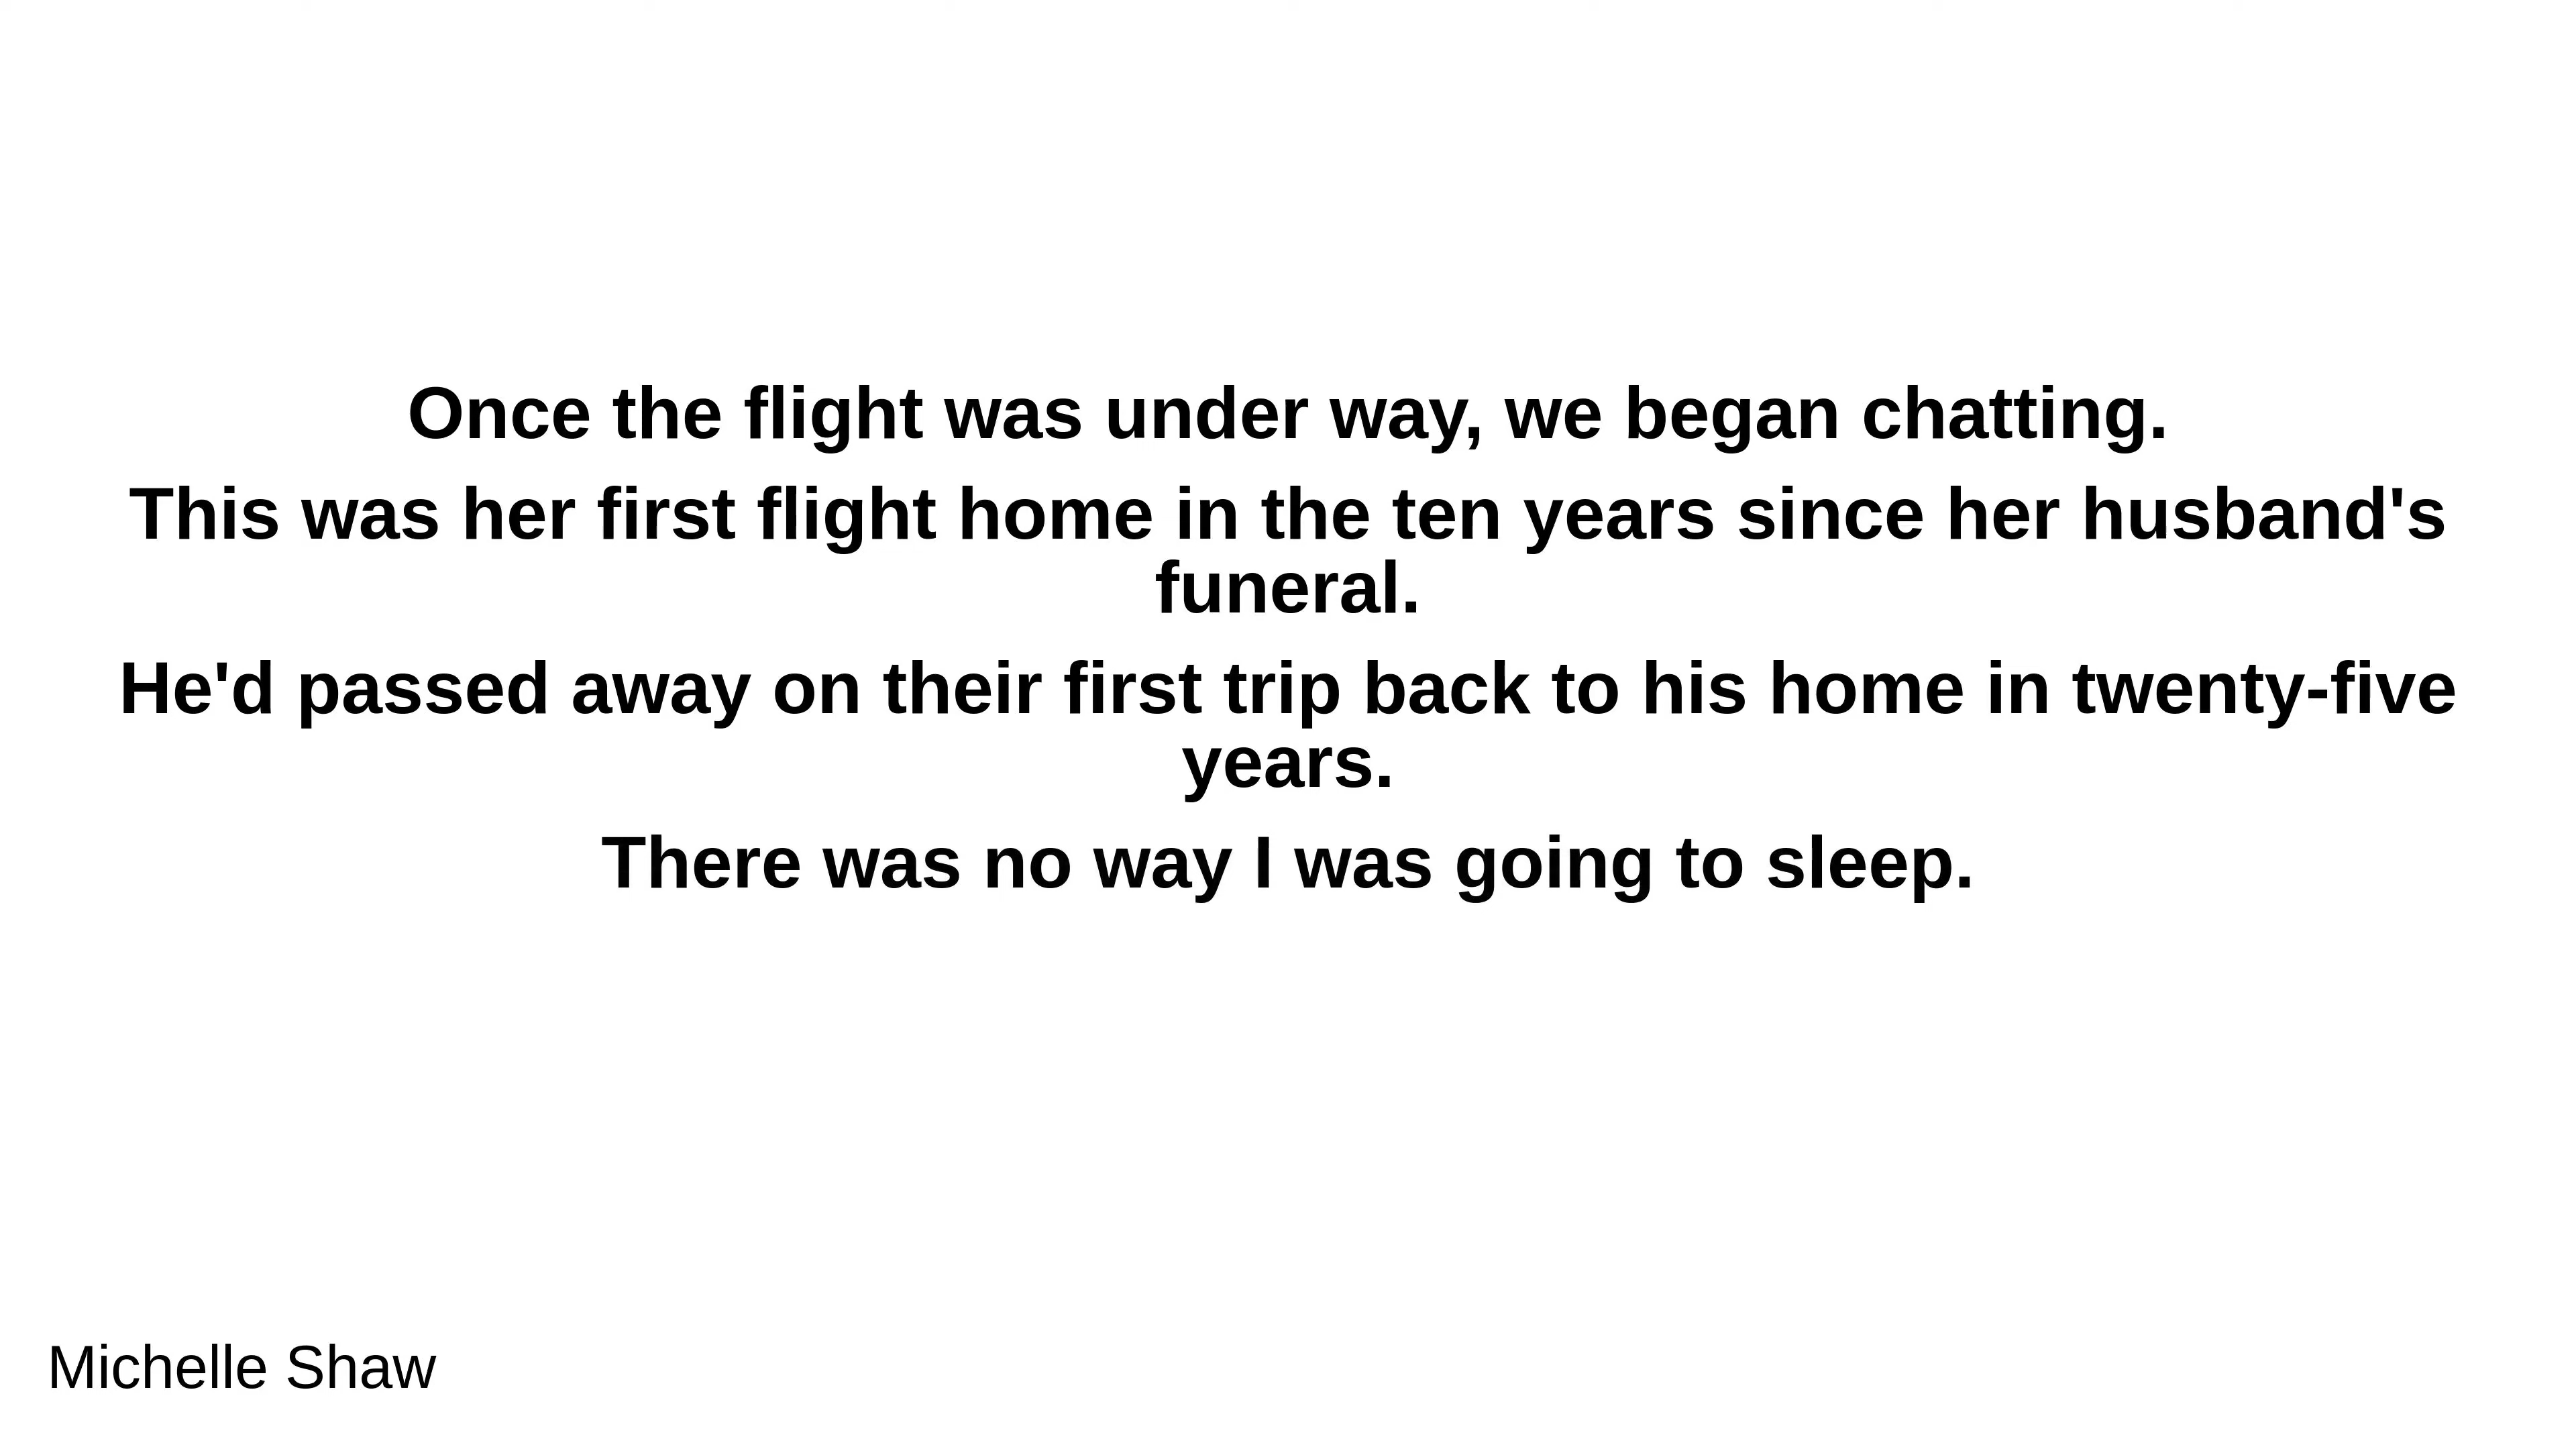 Once the flight was under way, we began chatting.
This was her first flight home in the ten years since her husband's
funeral.
He'd passed away on their first trip back to his home in twenty-five
years.
There was no way I was going to sleep.
Michelle Shaw